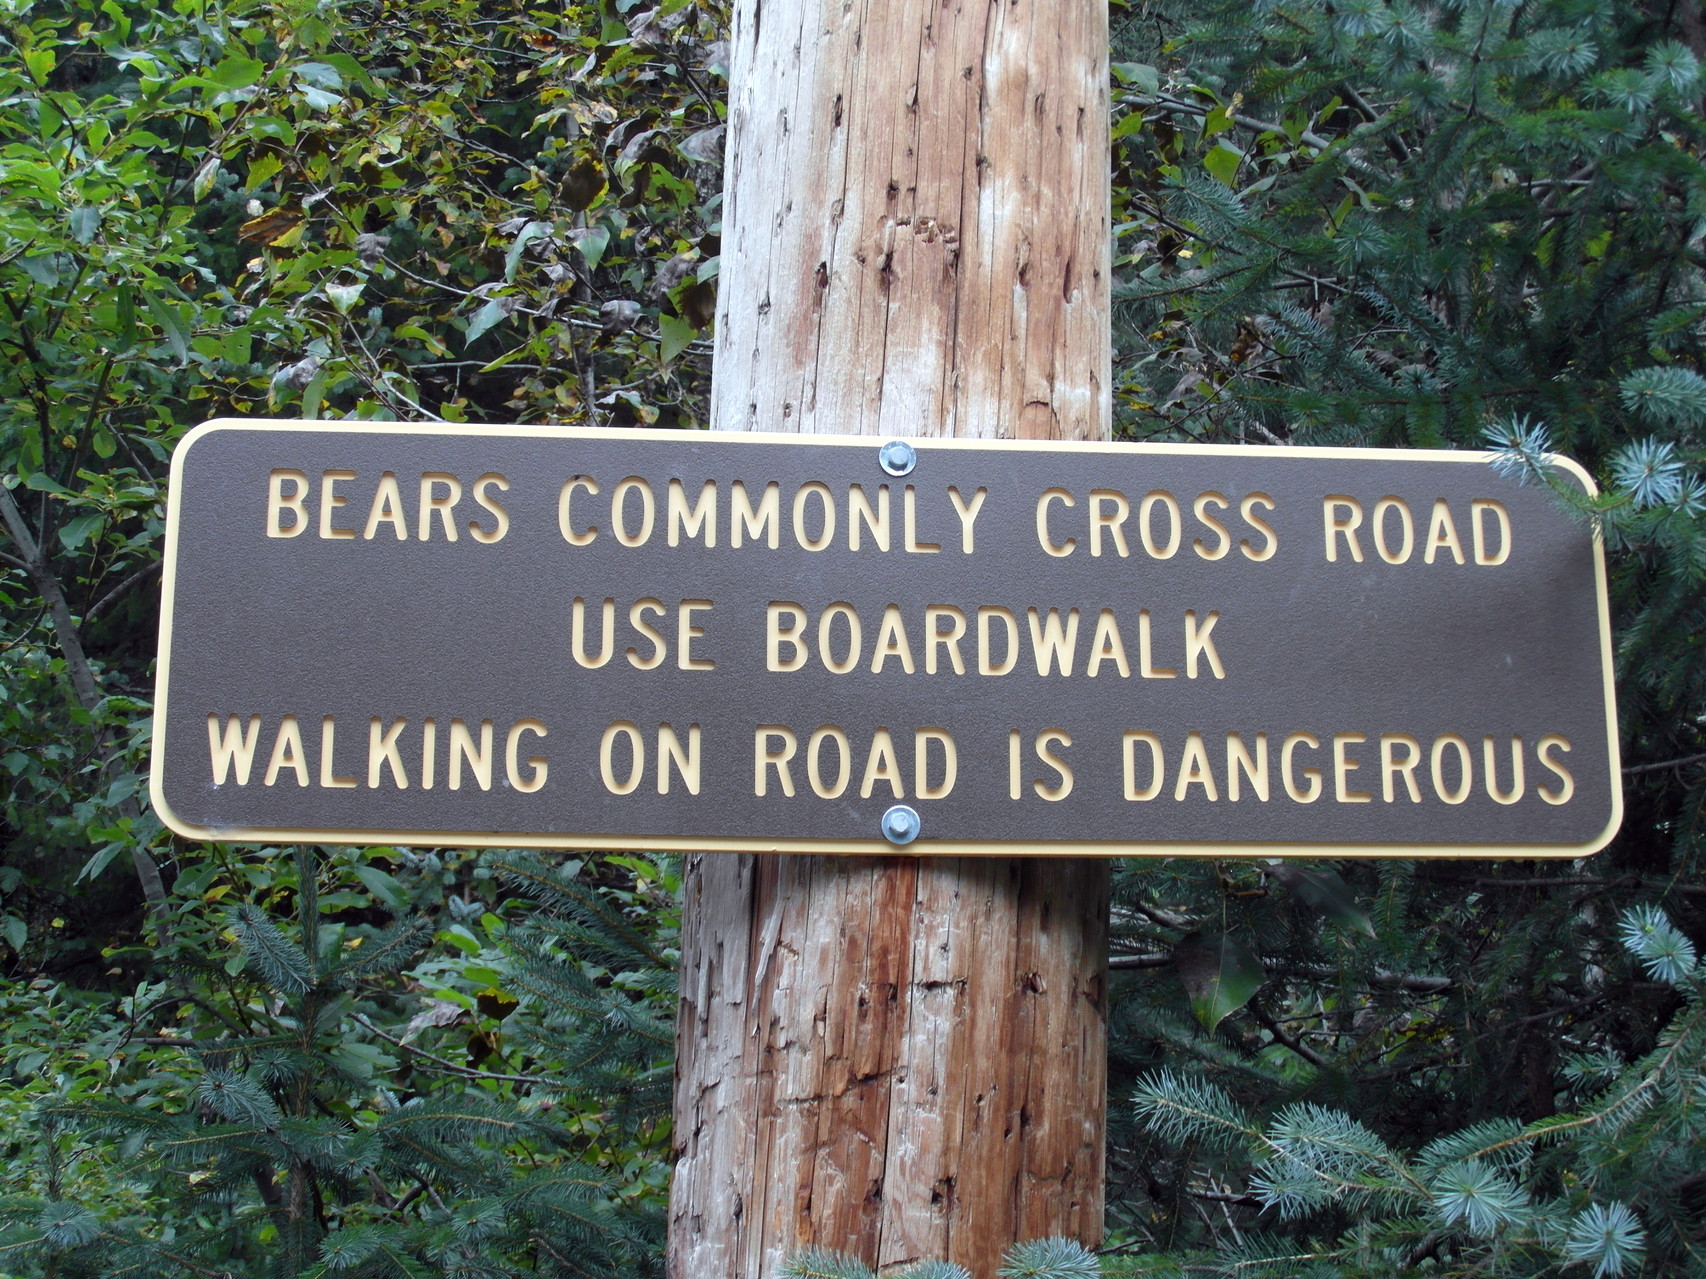 BEARS COMMONLY CROSS ROAD
USE BOARDWALK
WALKING ON ROAD IS DANGEROUS